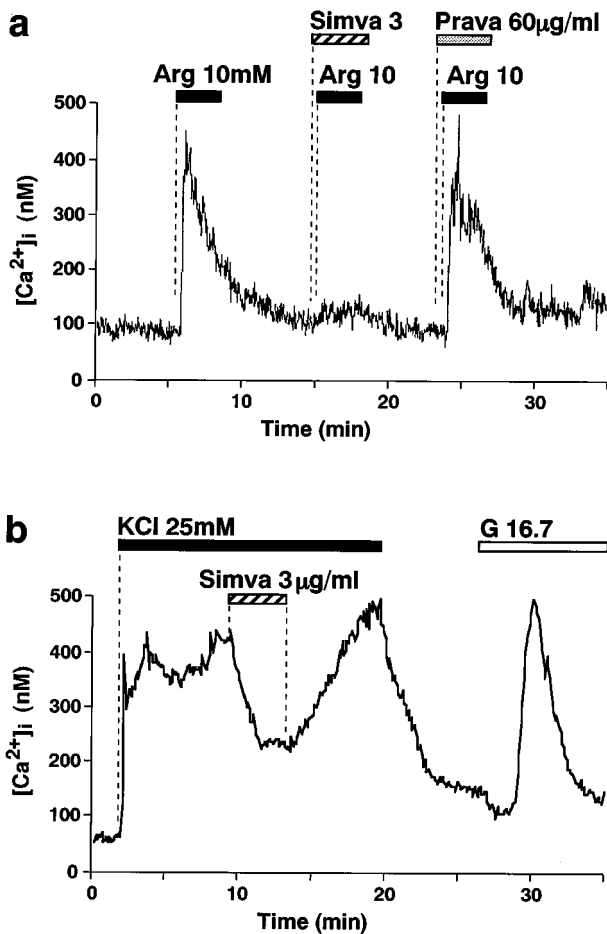 a
Simva 3 Prava 60μg/ml
Arg 10mM Arg 10 Arg 10
500
400
300
200
100
0
[Ca²⁺]i (nM)
0 10 20 30
Time (min)
b
KCl 25mM G 16.7
Simva 3μg/ml
500
400
300
200
100
0
[Ca²⁺]i (nM)
0 10 20 30
Time (min)